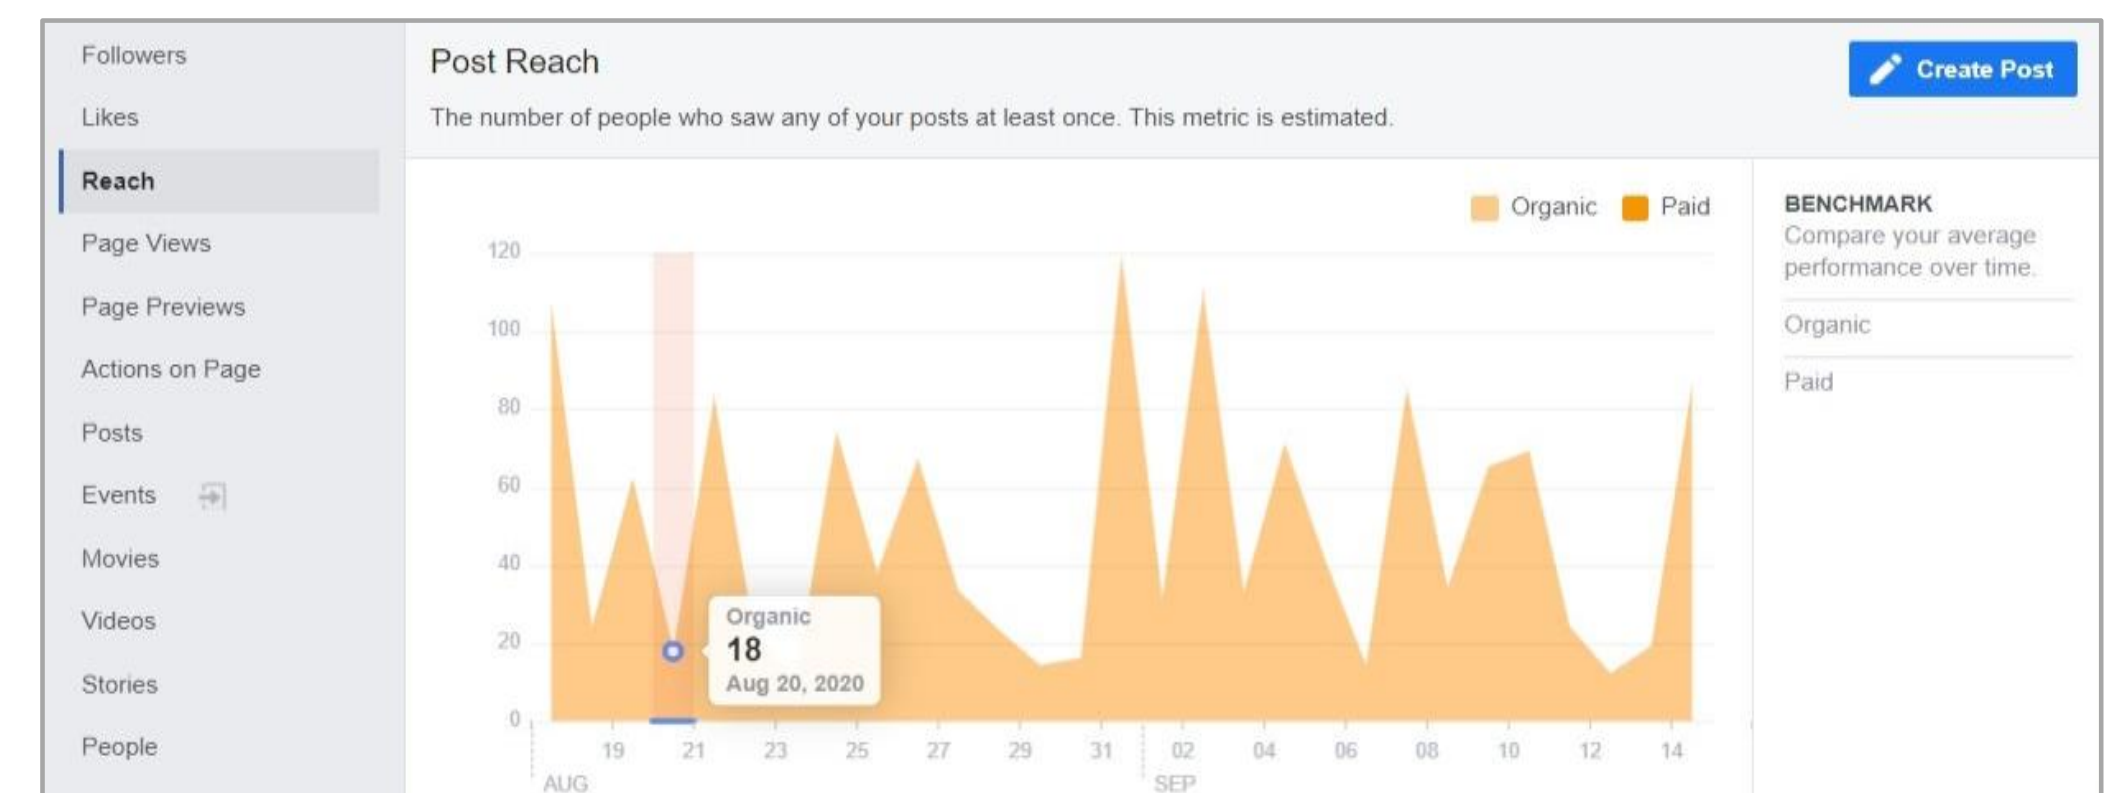 Followers
Likes
Reach
Page Views
Page Previews
Actions on Page
Posts
Events
Movies
Videos
Stories
People
Post Reach
Create Post
The number of people who saw any of your posts at least once. This metric is estimated.
Organic Paid
120
100
80
60
40
20
0
Organic
18
Aug 20, 2020
19 21 23 25 27 29 31 02 04 06 08 10 12 14
AUG SEP
BENCHMARK
Compare your average
performance over time.
Organic
Paid